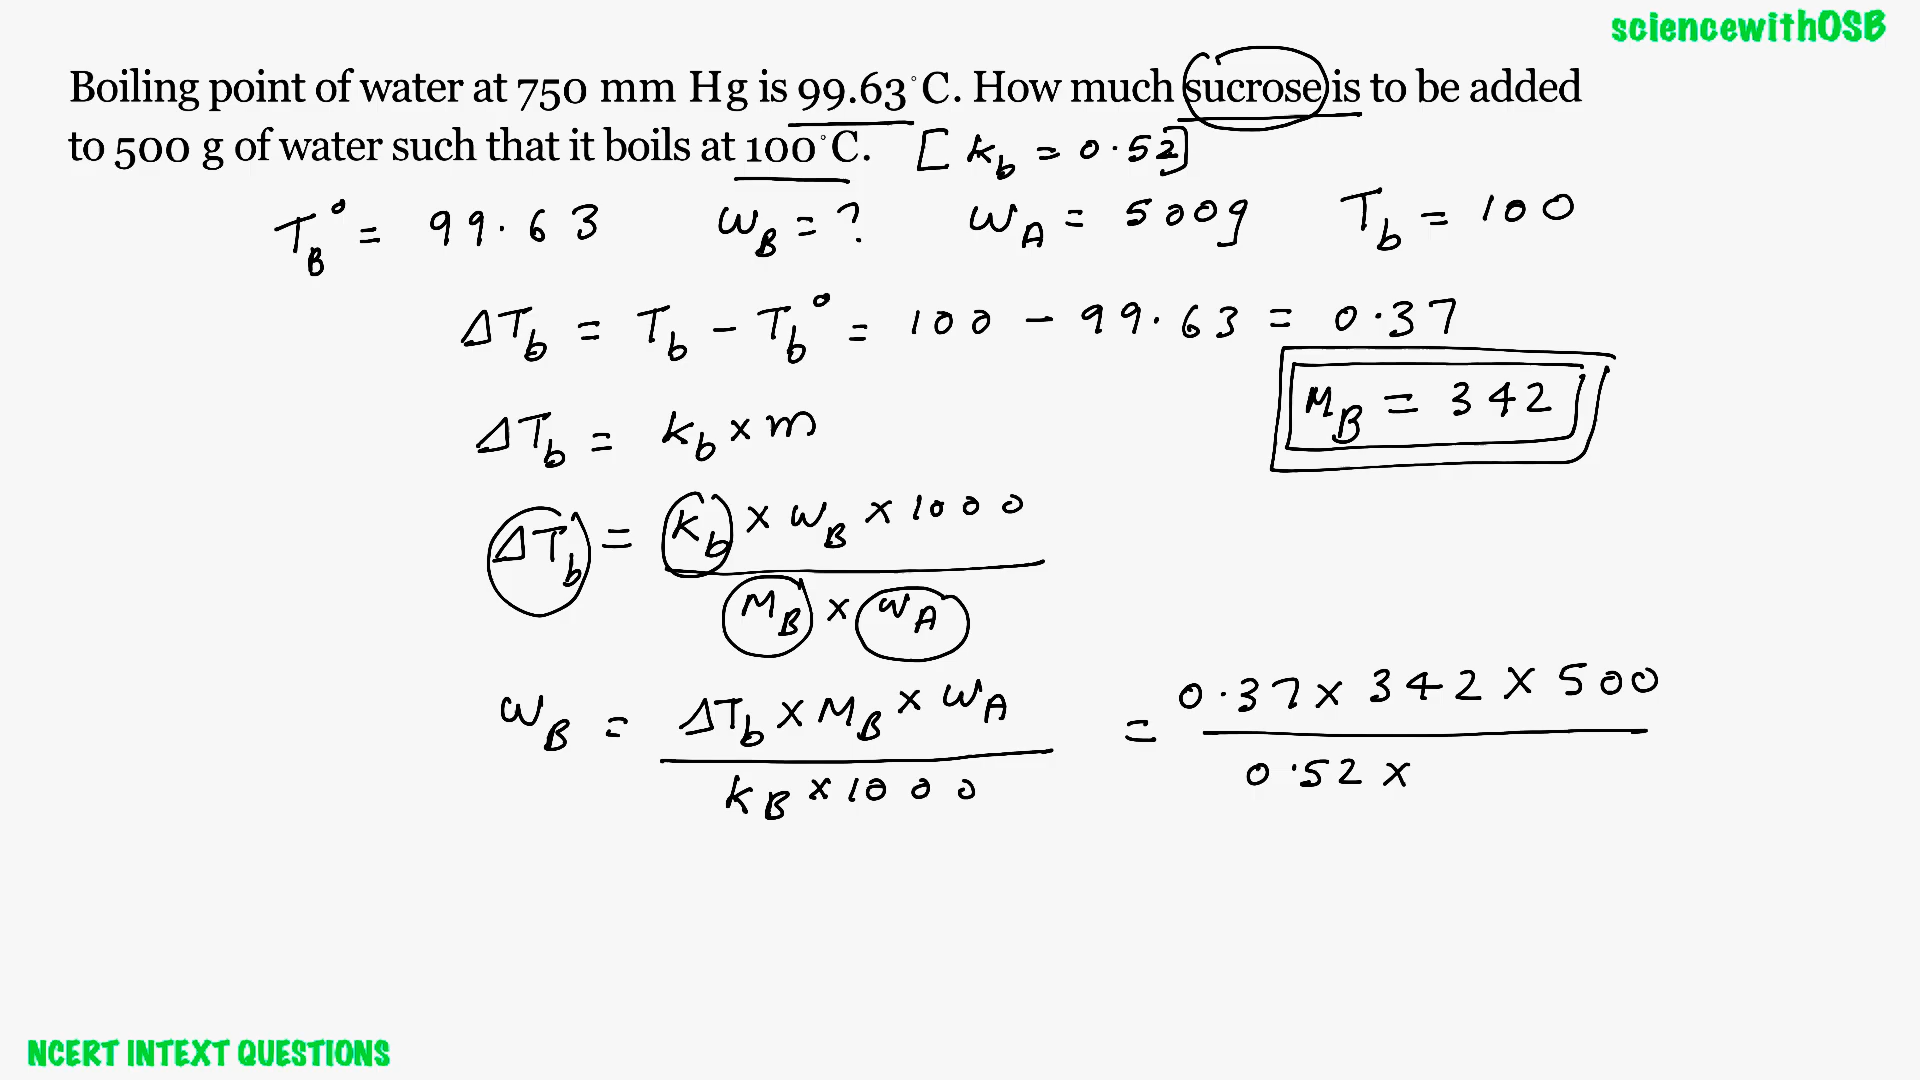 sciencewithOSB
Boiling point of water at 750 mm Hg is 99.63°C. How much sucrose is to be added
to 500 g of water such that it boils at 100°C. [K_b = 0.52]
T_B° = 99.63 W_B = ? W_A = 500g T_b = 100
ΔT_b = T_b - T_b° = 100 - 99.63 = 0.37
M_B = 342
ΔT_b = K_b × m
ΔT_b = K_b × W_B × 1000
M_B × W_A
W_B = ΔT_b × M_B × W_A = 0.37 × 342 × 500
K_B × 1000 0.52 ×
NCERT INTEXT QUESTIONS